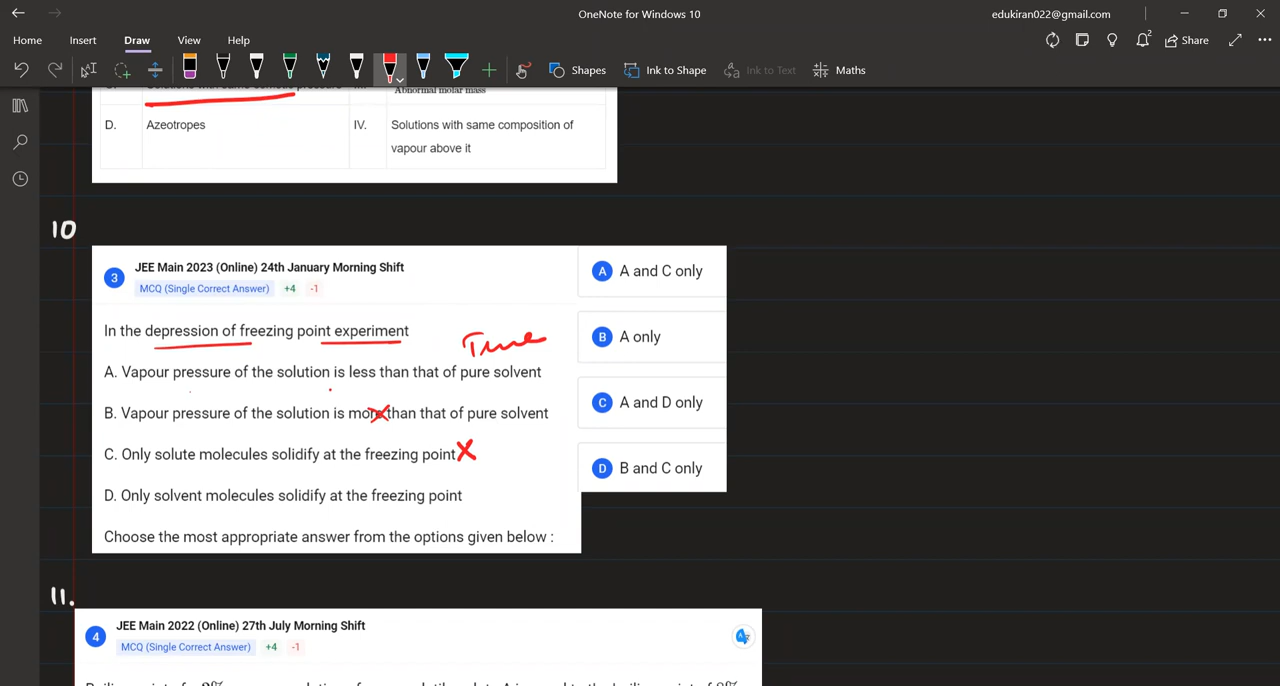 OneNote for Windows 10
edukiran022@gmail.com
Home Insert Draw View Help
Share
Shapes Ink to Shape Ink to Text Maths
Abnormal molar mass
D. Azeotropes IV. Solutions with same composition of
vapour above it
10
3 JEE Main 2023 (Online) 24th January Morning Shift
MCQ (Single Correct Answer) +4 -1
In the depression of freezing point experiment
True
A. Vapour pressure of the solution is less than that of pure solvent
B. Vapour pressure of the solution is more than that of pure solvent
C. Only solute molecules solidify at the freezing point
D. Only solvent molecules solidify at the freezing point
Choose the most appropriate answer from the options given below :
A A and C only
B A only
C A and D only
D B and C only
11.
4 JEE Main 2022 (Online) 27th July Morning Shift
MCQ (Single Correct Answer) +4 -1